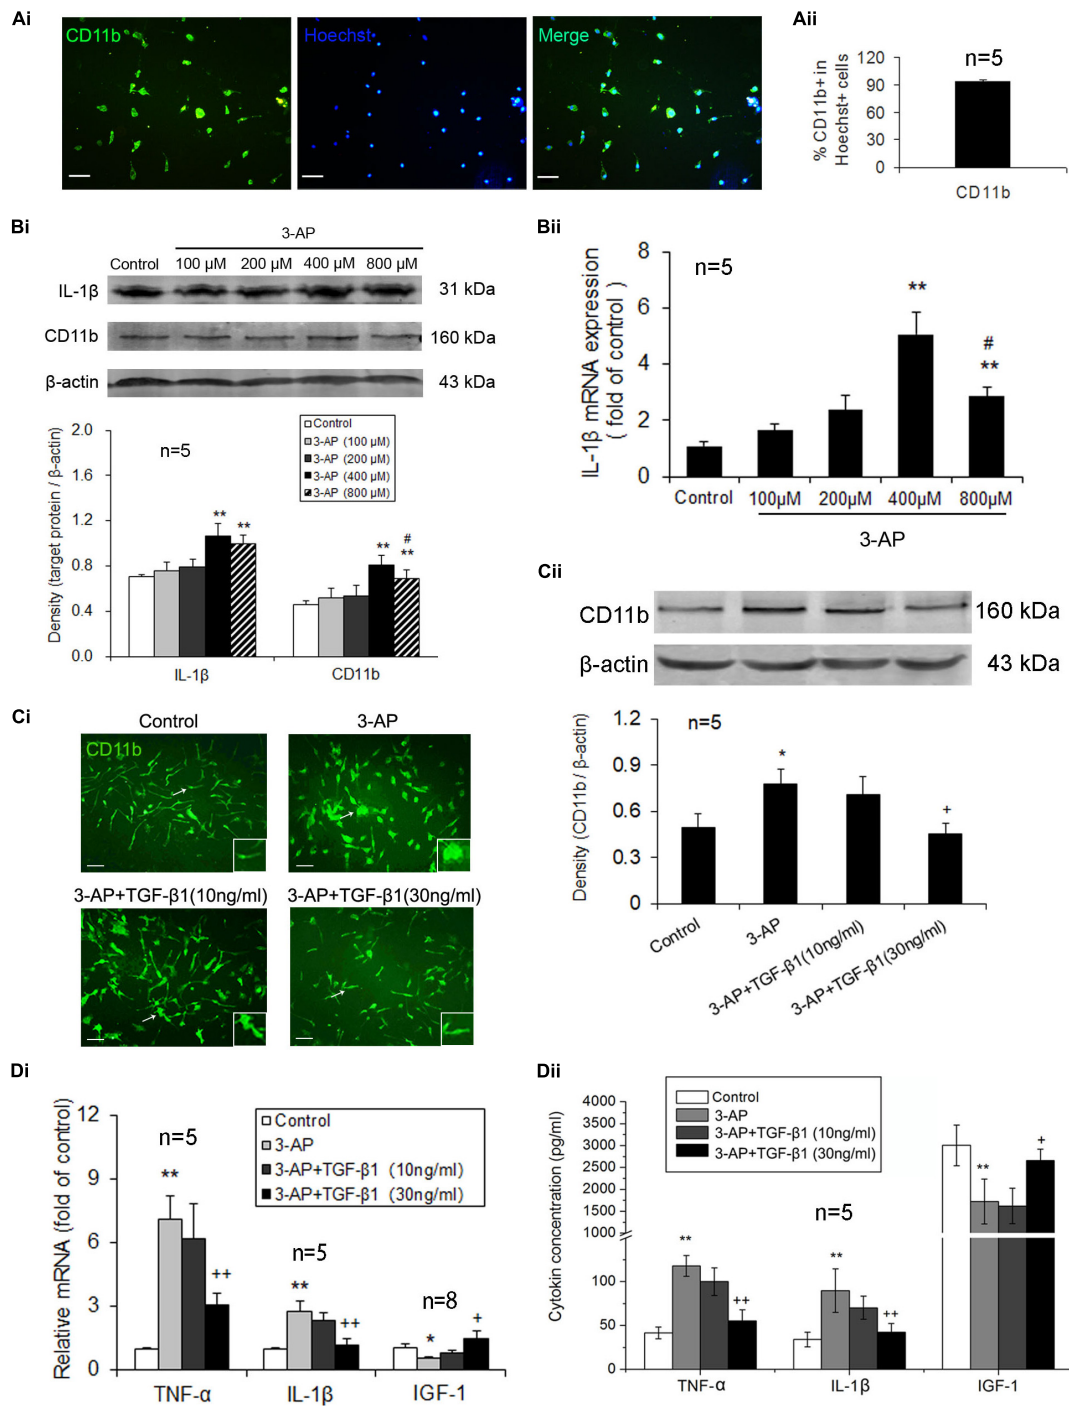 Ai
CD11b
Hoechst
Merge
Aii
n=5
% CD11b+ in
Hoechst+ cells
120
90
60
30
0
CD11b
Bi
3-AP
Control 100 μM 200 μM 400 μM 800 μM
IL-1β 31 kDa
CD11b 160 kDa
β-actin 43 kDa
Density (target protein / β-actin)
2.0
1.6
1.2
0.8
0.4
0.0
n=5
Control
3-AP (100 μM)
3-AP (200 μM)
3-AP (400 μM)
3-AP (800 μM)
** **
** # **
IL-1β CD11b
Bii
IL-1β mRNA expression
( fold of control )
8
6
4
2
0
n=5
**
#
**
Control 100μM 200μM 400μM 800μM
3-AP
Ci
Control 3-AP
CD11b
3-AP+TGF-β1(10ng/ml) 3-AP+TGF-β1(30ng/ml)
Cii
CD11b 160 kDa
β-actin 43 kDa
Density (CD11b / β-actin)
1.2
0.9
0.6
0.3
0
n=5
*
+
Control
3-AP
3-AP+TGF-β1(10ng/ml)
3-AP+TGF-β1(30ng/ml)
Di
Relative mRNA (fold of control)
12
9
6
3
0
Control
3-AP
3-AP+TGF-β1 (10ng/ml)
3-AP+TGF-β1 (30ng/ml)
n=5
**
++
n=5
**
++
n=8
*
+
TNF-α IL-1β IGF-1
Dii
Cytokin concentration (pg/ml)
4000
3500
3000
2500
2000
1500
1000
100
50
0
Control
3-AP
3-AP+TGF-β1 (10ng/ml)
3-AP+TGF-β1 (30ng/ml)
n=5
**
++
**
++
**
+
TNF-α IL-1β IGF-1